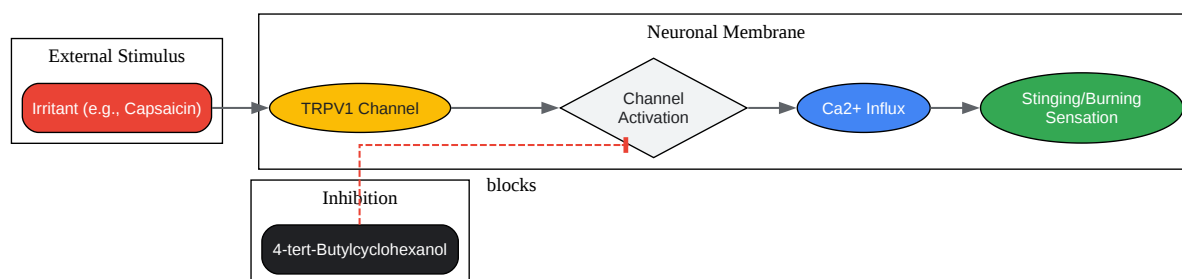 Neuronal Membrane
External Stimulus
Irritant (e.g., Capsaicin)
TRPV1 Channel
Channel
Activation
Ca2+ Influx
Stinging/Burning
Sensation
blocks
Inhibition
4-tert-Butylcyclohexanol